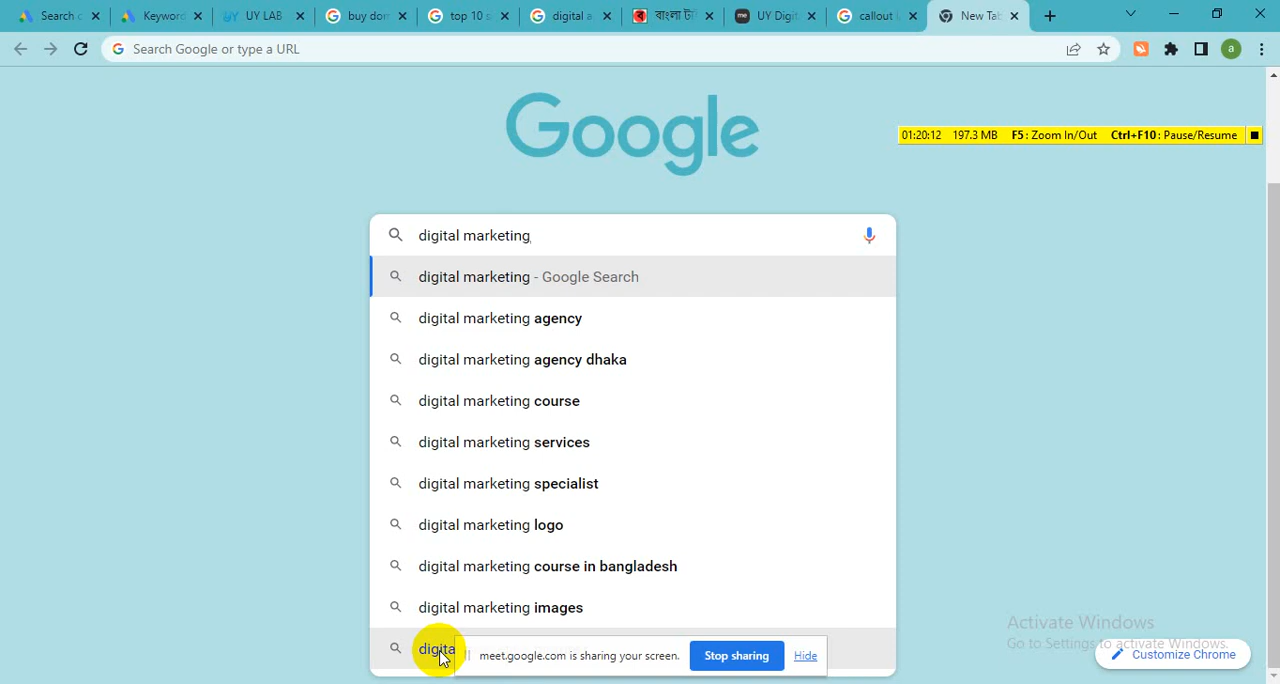 Search c
Keyword
UY LAB
buy dom
top 10 s
digital a
বাংলা টা
UY Digit
callout
New Tab
Search Google or type a URL
a
Google
01:20:12 197.3 MB F5: Zoom In/Out Ctrl+F10: Pause/Resume
digital marketing
digital marketing - Google Search
digital marketing agency
digital marketing agency dhaka
digital marketing course
digital marketing services
digital marketing specialist
digital marketing logo
digital marketing course in bangladesh
digital marketing images
digita
meet.google.com is sharing your screen. Stop sharing Hide
Activate Windows
Go to Settings to activate Windows.
Customize Chrome